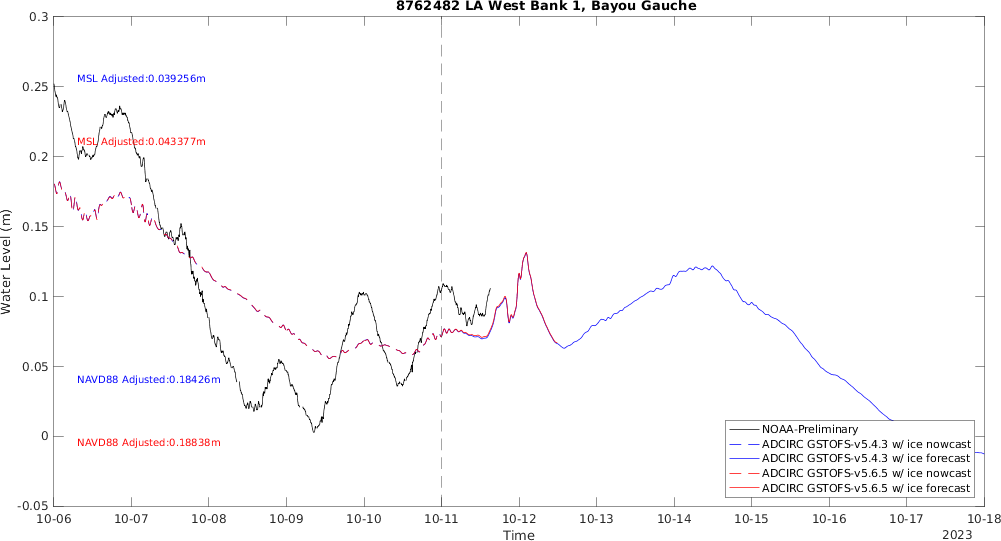 8762482 LA West Bank 1, Bayou Gauche
0.3
0.25
0.2
0.15
0.1
0.05
0
-0.05
Water Level (m)
MSL Adjusted:0.039256m
MSL Adjusted:0.043377m
NAVD88 Adjusted:0.18426m
NAVD88 Adjusted:0.18838m
NOAA-Preliminary
ADCIRC GSTOFS-v5.4.3 w/ ice nowcast
ADCIRC GSTOFS-v5.4.3 w/ ice forecast
ADCIRC GSTOFS-v5.6.5 w/ ice nowcast
ADCIRC GSTOFS-v5.6.5 w/ ice forecast
10-06 10-07 10-08 10-09 10-10 10-11 10-12 10-13 10-14 10-15 10-16 10-17 10-18
Time
2023